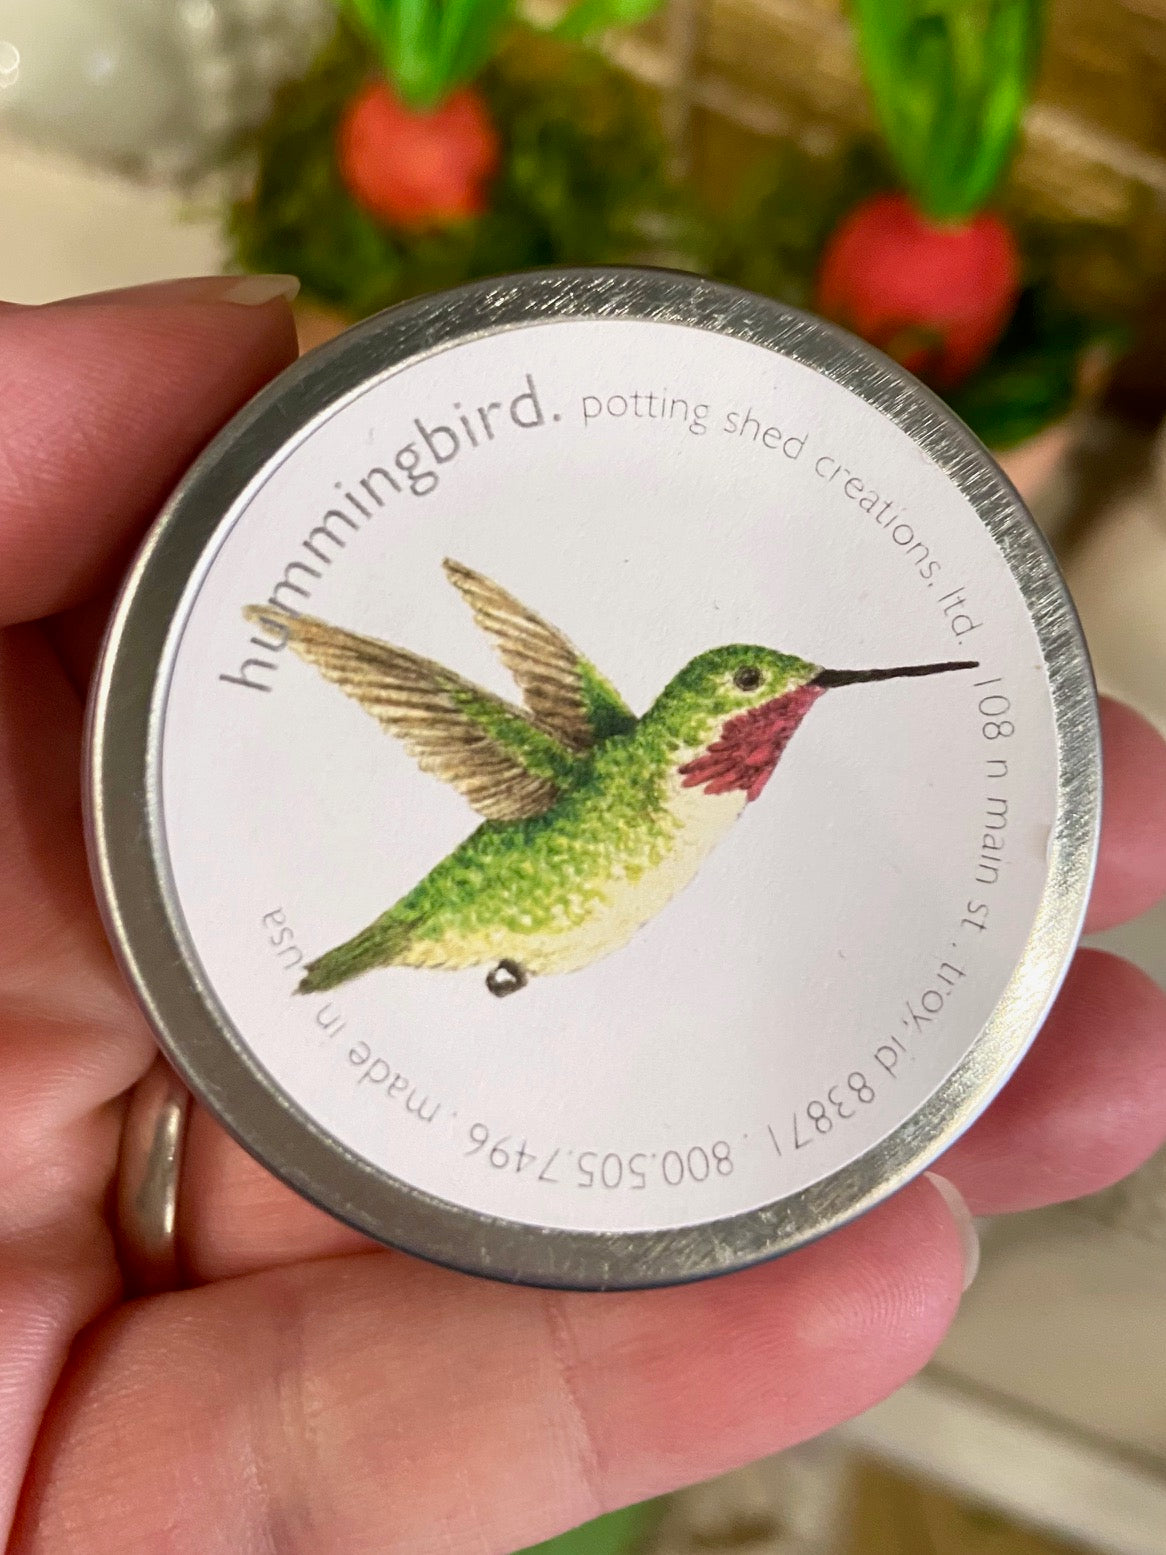 hummingbird. potting shed creations, ltd. 108 n main st . troy, id 83871 . 800.505.7496 . made in usa